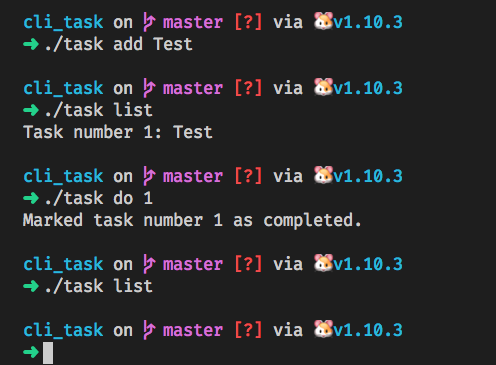 cli_task on master [?] via 🐹v1.10.3
➜ ./task add Test
cli_task on master [?] via 🐹v1.10.3
➜ ./task list
Task number 1: Test
cli_task on master [?] via 🐹v1.10.3
➜ ./task do 1
Marked task number 1 as completed.
cli_task on master [?] via 🐹v1.10.3
➜ ./task list
cli_task on master [?] via 🐹v1.10.3
➜